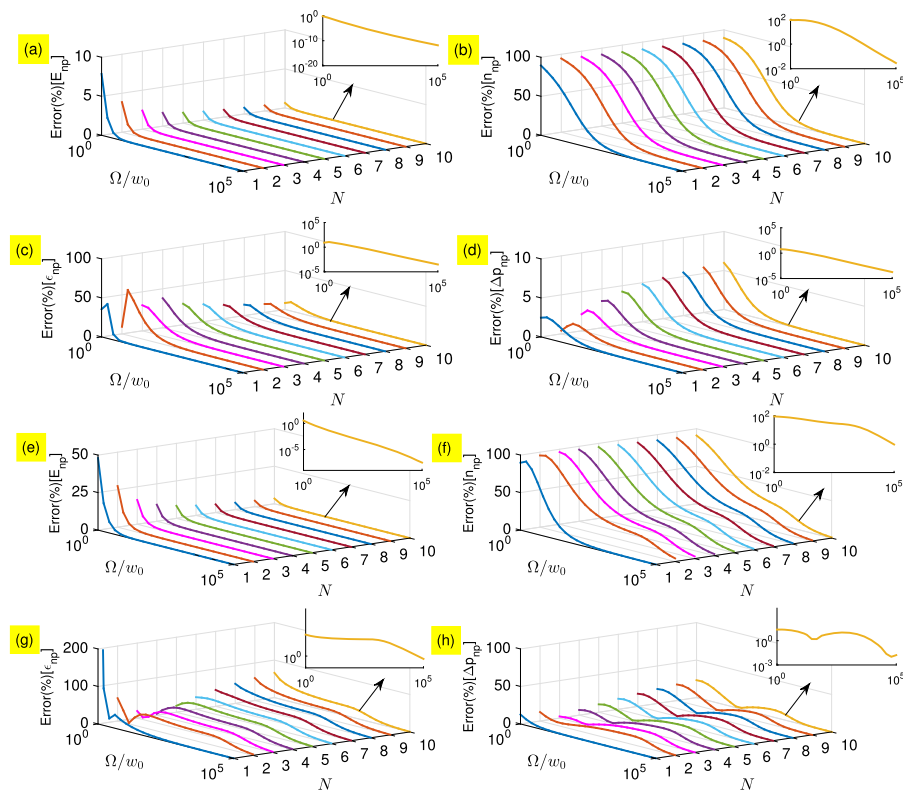 (a)
Error(%)[E_np]
10
5
0
10^0
Ω/w_0
10^5
1 2 3 4 5 6 7 8 9 10
N
10^0
10^-10
10^-20
10^0
10^5
(b)
Error(%)[n_np]
100
50
0
10^0
Ω/w_0
10^5
1 2 3 4 5 6 7 8 9 10
N
10^2
10^0
10^-2
10^0
10^5
(c)
Error(%)[ϵ_np]
100
50
0
10^0
Ω/w_0
10^5
1 2 3 4 5 6 7 8 9 10
N
10^5
10^0
10^-5
10^0
10^5
(d)
Error(%)[Δp_np]
10
5
0
10^0
Ω/w_0
10^5
1 2 3 4 5 6 7 8 9 10
N
10^5
10^0
10^-5
10^0
10^5
(e)
Error(%)[E_np]
50
25
0
10^0
Ω/w_0
10^5
1 2 3 4 5 6 7 8 9 10
N
10^0
10^-5
10^0
10^5
(f)
Error(%)[n_np]
100
50
0
10^0
Ω/w_0
10^5
1 2 3 4 5 6 7 8 9 10
N
10^2
10^0
10^-2
10^0
10^5
(g)
Error(%)[ϵ_np]
200
100
0
10^0
Ω/w_0
10^5
1 2 3 4 5 6 7 8 9 10
N
10^0
10^0
10^5
(h)
Error(%)[Δp_np]
100
50
0
10^0
Ω/w_0
10^5
1 2 3 4 5 6 7 8 9 10
N
10^0
10^-3
10^0
10^5